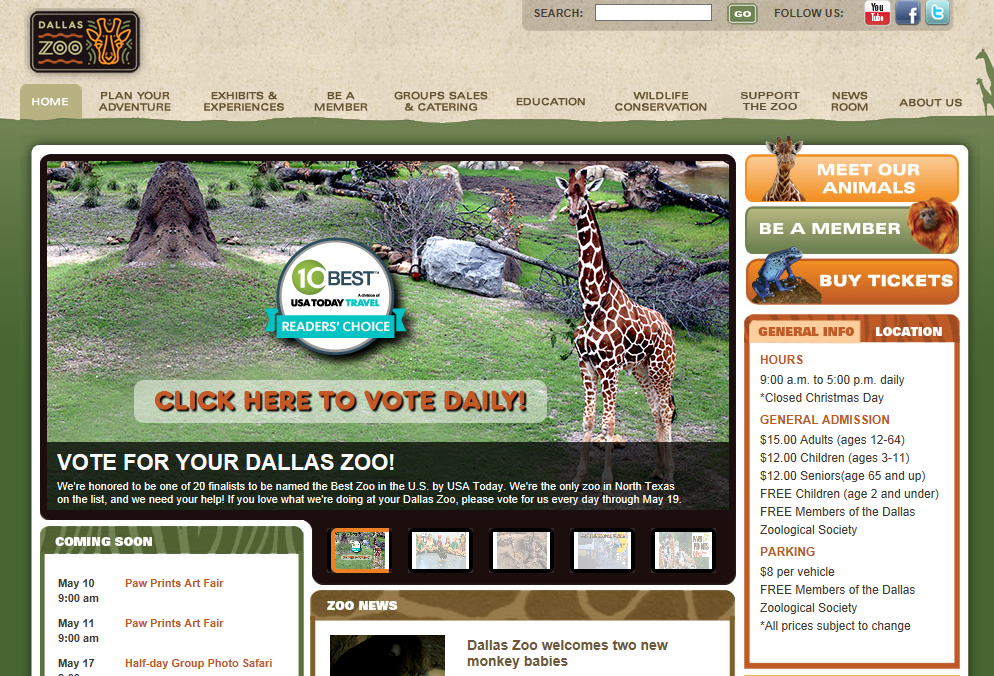 DALLAS
ZOO
SEARCH:
GO
FOLLOW US:
You
Tube
f
t
HOME
PLAN YOUR
ADVENTURE
EXHIBITS &
EXPERIENCES
BE A
MEMBER
GROUPS SALES
& CATERING
EDUCATION
WILDLIFE
CONSERVATION
SUPPORT
THE ZOO
NEWS
ROOM
ABOUT US
10 BEST™
A division of
USA TODAY TRAVEL
READERS' CHOICE
CLICK HERE TO VOTE DAILY!
VOTE FOR YOUR DALLAS ZOO!
We're honored to be one of 20 finalists to be named the Best Zoo in the U.S. by USA Today. We're the only zoo in North Texas
on the list, and we need your help! If you love what we're doing at your Dallas Zoo, please vote for us every day through May 19.
MEET OUR
ANIMALS
BE A MEMBER
BUY TICKETS
GENERAL INFO
LOCATION
HOURS
9:00 a.m. to 5:00 p.m. daily
*Closed Christmas Day
GENERAL ADMISSION
$15.00 Adults (ages 12-64)
$12.00 Children (ages 3-11)
$12.00 Seniors(age 65 and up)
FREE Children (age 2 and under)
FREE Members of the Dallas
Zoological Society
PARKING
$8 per vehicle
FREE Members of the Dallas
Zoological Society
*All prices subject to change
COMING SOON
May 10
9:00 am
Paw Prints Art Fair
May 11
9:00 am
Paw Prints Art Fair
May 17
Half-day Group Photo Safari
ZOO NEWS
Dallas Zoo welcomes two new
monkey babies